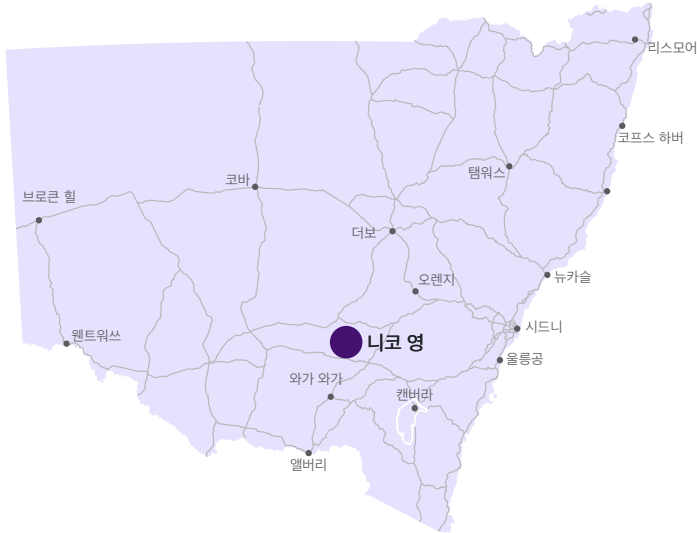 리스모어
코프스 하버
탬워스
코바
브로큰 힐
더보
뉴카슬
오렌지
시드니
웬트워쓰
니코 영
울릉공
와가 와가
캔버라
앨버리